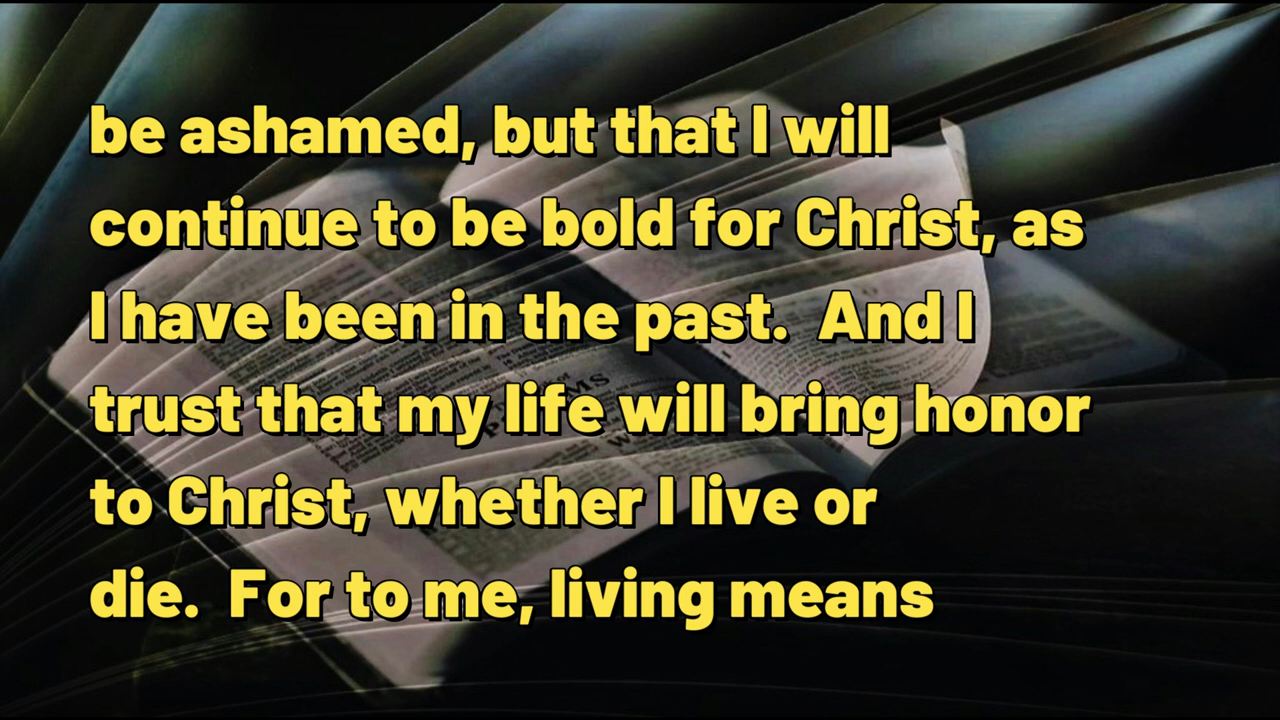 be ashamed, but that I will
continue to be bold for Christ, as
I have been in the past.  And I
trust that my life will bring honor
to Christ, whether I live or
die.  For to me, living means